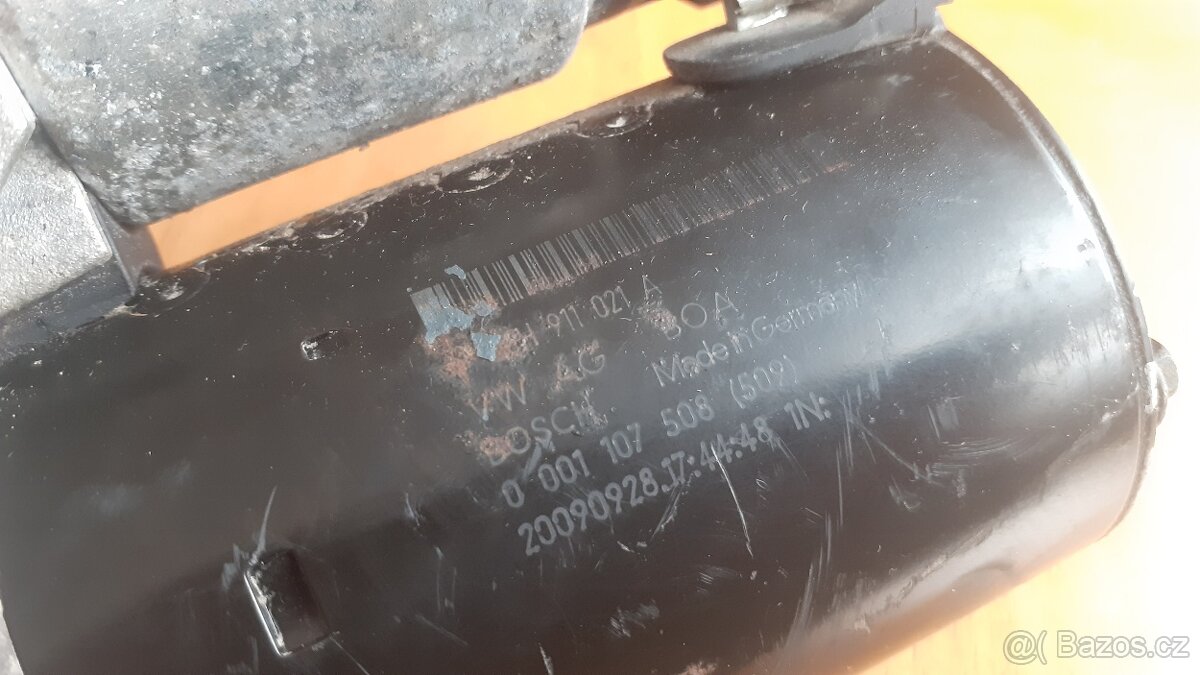 911 021 A
VW AG
BOSCH Made in Germany
0 001 107 508 (509)
20090928.17:44:48 1N:
@( Bazos.cz